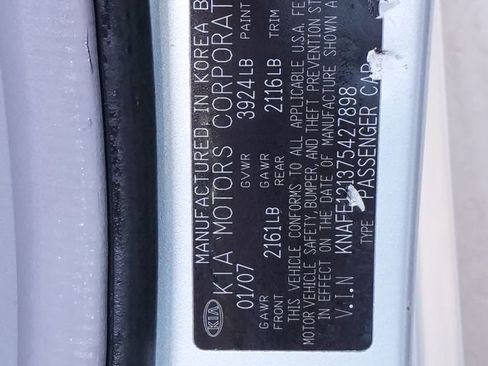 KIA
MANUFACTURED IN KOREA B
KIA MOTORS CORPORAT
01/07 GVWR 3924LB PAINT
GAWR FRONT 2161LB GAWR REAR 2116LB TRIM
THIS VEHICLE CONFORMS TO ALL APPLICABLE U.S.A. FE
MOTOR VEHICLE SAFETY, BUMPER, AND THEFT PREVENTION ST
IN EFFECT ON THE DATE OF MANUFACTURE SHOWN A
V.I.N
TYPE PASSENGER CAR